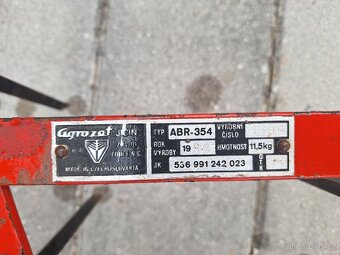 agrozet JIČÍN
MADE IN CZECHOSLOVAKIA
TYP ABR-354 VÝROBNÍ ČÍSLO
ROK VÝROBY 19 HMOTNOST 11,5kg
JK 536 991 242 023 OTK